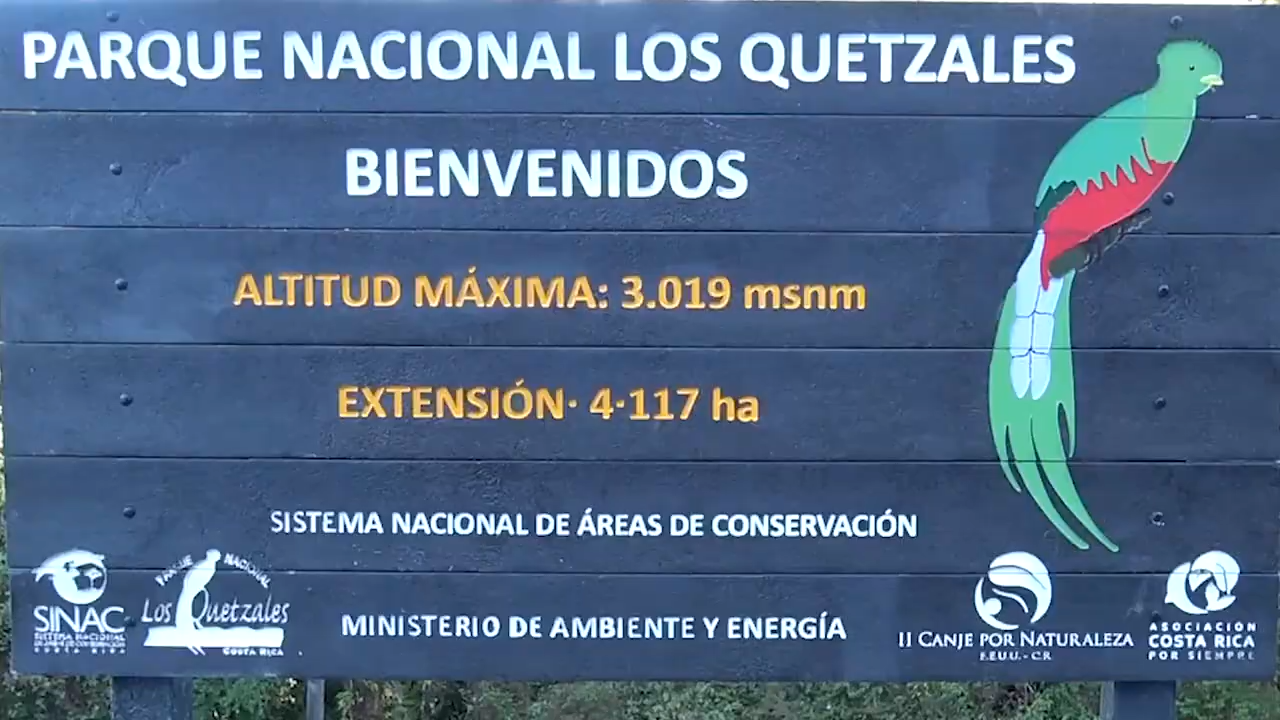 PARQUE NACIONAL LOS QUETZALES
BIENVENIDOS
ALTITUD MÁXIMA: 3.019 msnm
EXTENSIÓN· 4·117 ha
SISTEMA NACIONAL DE ÁREAS DE CONSERVACIÓN
MINISTERIO DE AMBIENTE Y ENERGÍA
SINAC
SISTEMA NACIONAL
DE ÁREAS DE CONSERVACIÓN
COSTA RICA
PARQUE NACIONAL
Los Quetzales
COSTA RICA
II CANJE POR NATURALEZA
E.E.U.U. - C.R
ASOCIACIÓN
COSTA RICA
POR SIEMPRE